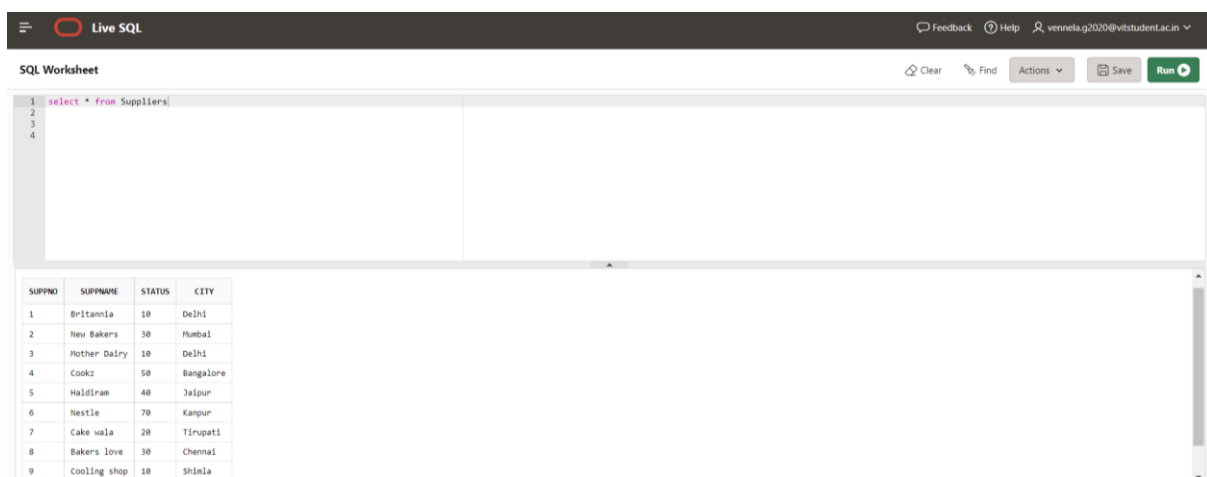 Live SQL Feedback Help vennela.g2020@vitstudent.ac.in
SQL Worksheet Clear Find Actions Save Run
1 select * from Suppliers
2
3
4
SUPPNO SUPPNAME STATUS CITY
1 Britannia 10 Delhi
2 New Bakers 30 Mumbai
3 Mother Dairy 10 Delhi
4 Cookz 50 Bangalore
5 Haldiram 40 Jaipur
6 Nestle 70 Kanpur
7 Cake wala 20 Tirupati
8 Bakers love 30 Chennai
9 Cooling shop 10 Shimla